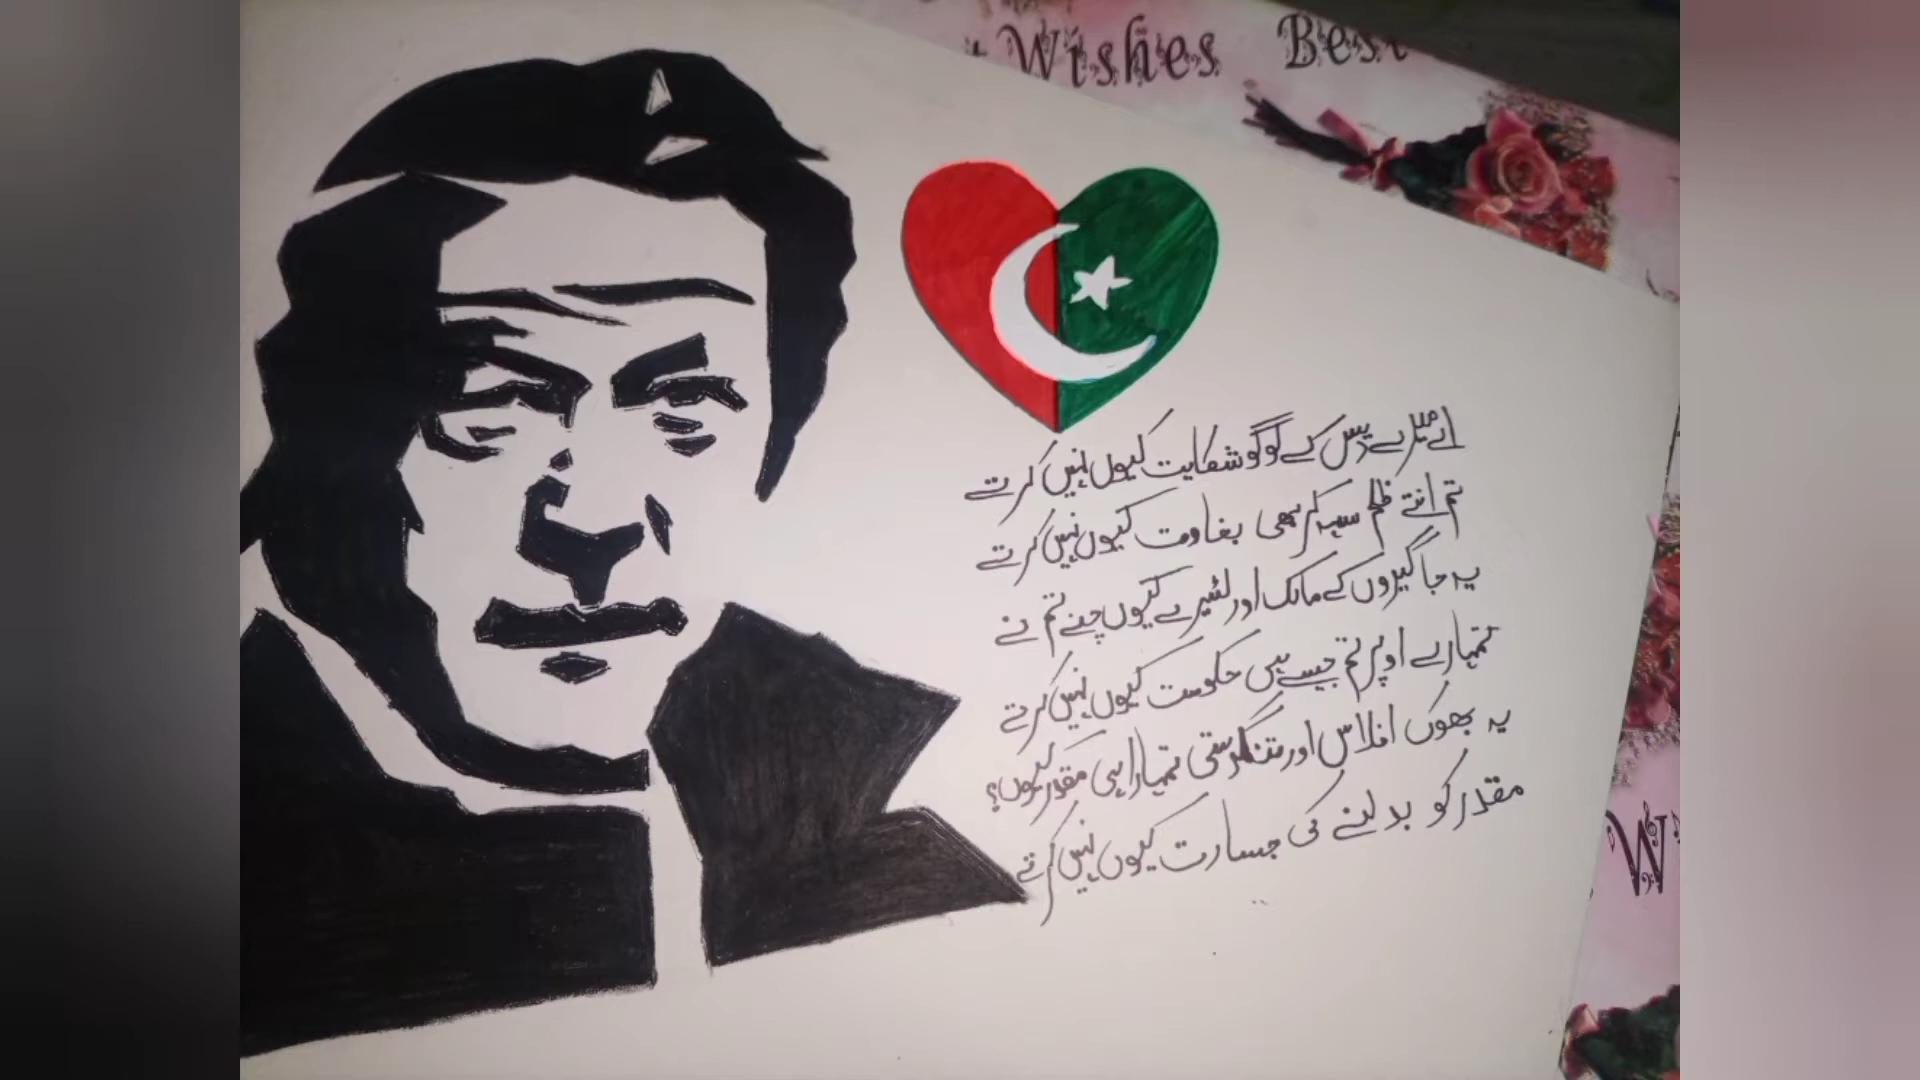 Wishes Best
اے میرے دیس کے لوگو شکایت کیوں نہیں کرتے
تم اتنے ظلم سہہ کر بھی بغاوت کیوں نہیں کرتے
یہ جاگیروں کے مالک اور لٹیرے کیوں چنے تم نے
تمہارے اوپر تم جیسے ہی حکومت کیوں نہیں کرتے
یہ بھوک افلاس اور تنگدستی تمہارا ہی مقدر کیوں؟
مقدر کو بدلنے کی جسارت کیوں نہیں کرتے
W